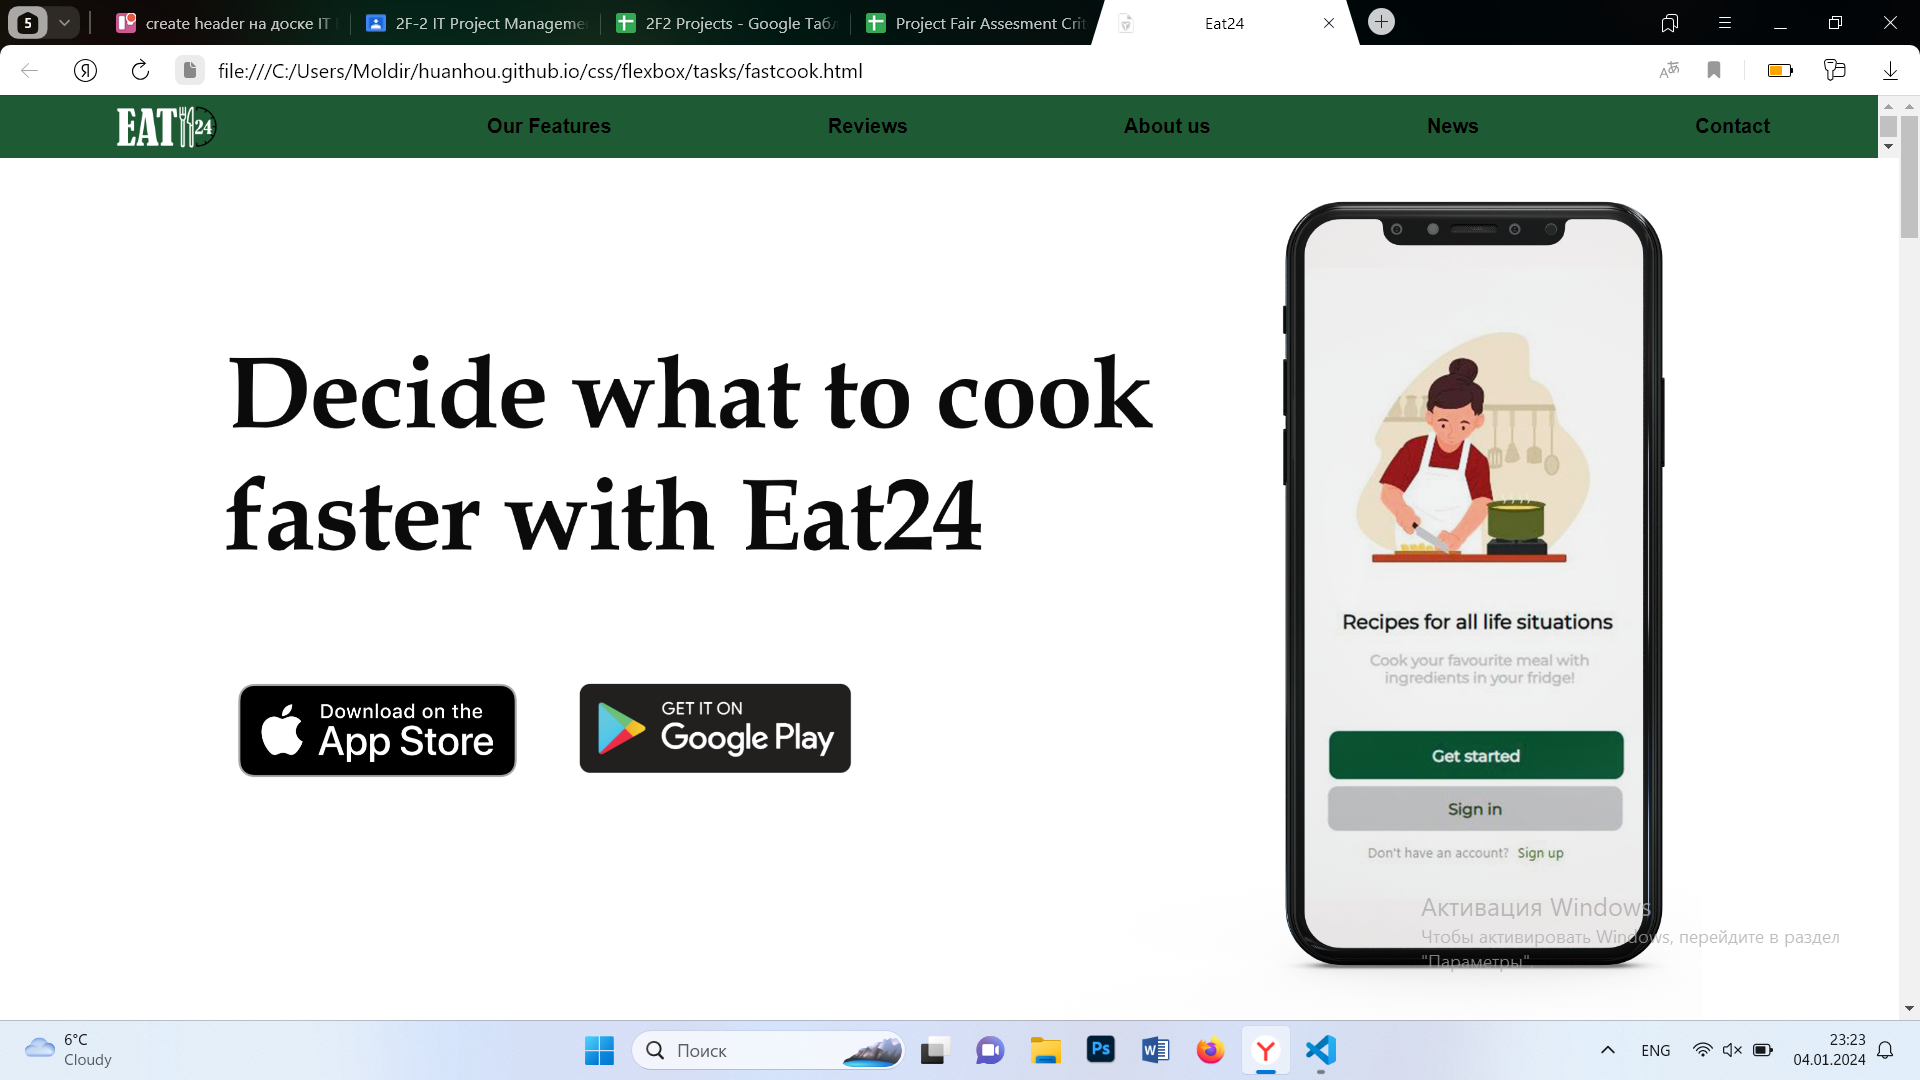 5
create header на доске IT
2F-2 IT Project Manageme
2F2 Projects - Google Табл
Project Fair Assesment Crit
Eat24
file:///C:/Users/Moldir/huanhou.github.io/css/flexbox/tasks/fastcook.html
EAT 24
Our Features
Reviews
About us
News
Contact
Decide what to cook
faster with Eat24
Download on the
App Store
GET IT ON
Google Play
Recipes for all life situations
Cook your favourite meal with
ingredients in your fridge!
Get started
Sign in
Don't have an account? Sign up
Активация Windows
Чтобы активировать Windows, перейдите в раздел
"Параметры".
6°C
Cloudy
Поиск
Ps
ENG
23:23
04.01.2024